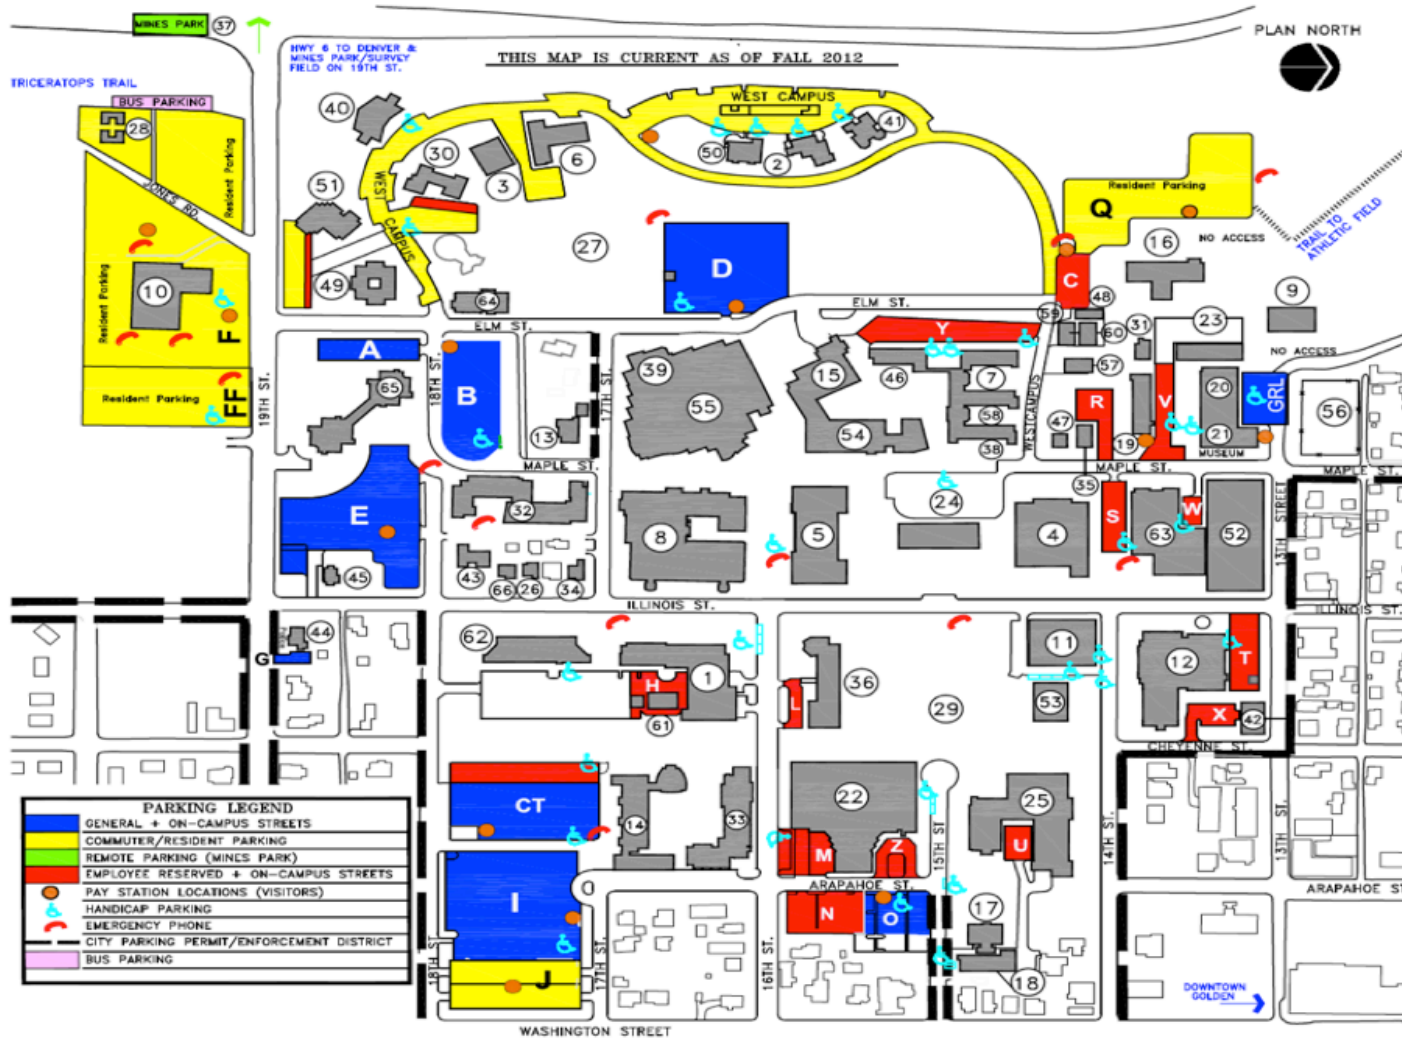 MINES PARK
37
HWY 6 TO DENVER &
MINES PARK/SURVEY
FIELD ON 19TH ST.
THIS MAP IS CURRENT AS OF FALL 2012
PLAN NORTH
TRICERATOPS TRAIL
BUS PARKING
28
Resident Parking
JONES RD.
40
30
3
6
51
WEST
CAMPUS
49
64
WEST CAMPUS
50
2
41
27
D
Resident Parking
Q
TRAIL TO
ATHLETIC FIELD
NO ACCESS
16
C
48
9
10
Resident Parking
F
FF
Resident Parking
19TH ST.
ELM ST.
ELM ST.
A
65
18TH ST.
B
13
17TH ST.
MAPLE ST.
39
55
15
54
Y
46
7
58
38
WESTCAMPUS
59
60
57
31
23
NO ACCESS
R
47
35
19
V
20
21
MUSEUM
GRL
56
MAPLE ST.
MAPLE ST.
E
45
32
43
66
26
34
8
5
24
4
S
63
W
52
13TH STREET
ILLINOIS ST.
ILLINOIS ST.
44
G
62
1
H
61
L
36
29
11
53
12
T
X
42
CHEYENNE ST.
CT
14
33
22
M
Z
25
U
15TH ST
14TH ST.
13TH ST.
ARAPAHOE ST.
ARAPAHOE ST
I
J
N
O
17
18
18TH ST.
17TH ST.
16TH ST.
DOWNTOWN
GOLDEN
WASHINGTON STREET
PARKING LEGEND
GENERAL + ON-CAMPUS STREETS
COMMUTER/RESIDENT PARKING
REMOTE PARKING (MINES PARK)
EMPLOYEE RESERVED + ON-CAMPUS STREETS
PAY STATION LOCATIONS (VISITORS)
HANDICAP PARKING
EMERGENCY PHONE
CITY PARKING PERMIT/ENFORCEMENT DISTRICT
BUS PARKING